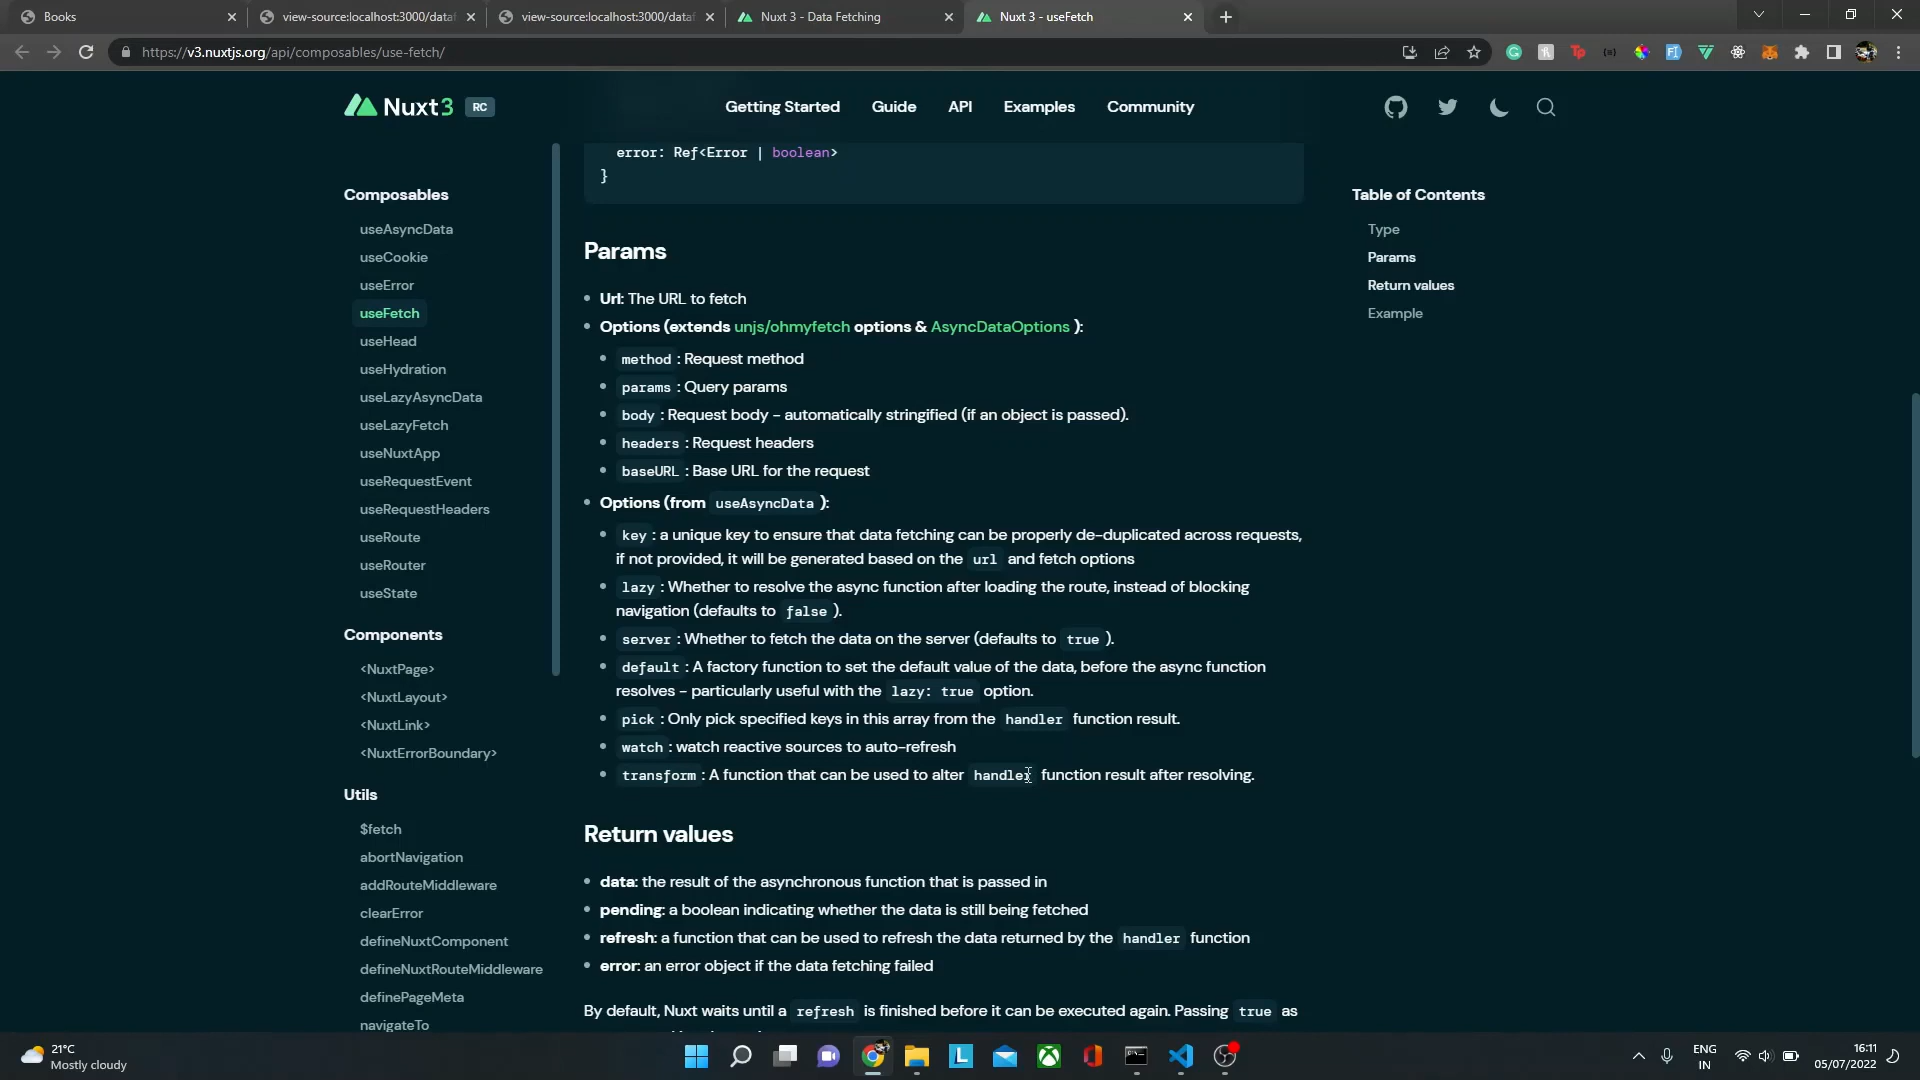 Books
view-source:localhost:3000/dataf
view-source:localhost:3000/dataf
Nuxt 3 - Data Fetching
Nuxt 3 - useFetch
https://v3.nuxtjs.org/api/composables/use-fetch/
Nuxt3 RC
Getting Started
Guide
API
Examples
Community
Composables
useAsyncData
useCookie
useError
useFetch
useHead
useHydration
useLazyAsyncData
useLazyFetch
useNuxtApp
useRequestEvent
useRequestHeaders
useRoute
useRouter
useState
Components
<NuxtPage>
<NuxtLayout>
<NuxtLink>
<NuxtErrorBoundary>
Utils
$fetch
abortNavigation
addRouteMiddleware
clearError
defineNuxtComponent
defineNuxtRouteMiddleware
definePageMeta
navigateTo
error: Ref<Error | boolean>
}
Params
Url: The URL to fetch
Options (extends unjs/ohmyfetch options & AsyncDataOptions ):
method : Request method
params : Query params
body : Request body - automatically stringified (if an object is passed).
headers : Request headers
baseURL : Base URL for the request
Options (from useAsyncData ):
key : a unique key to ensure that data fetching can be properly de-duplicated across requests,
if not provided, it will be generated based on the url and fetch options
lazy : Whether to resolve the async function after loading the route, instead of blocking
navigation (defaults to false ).
server : Whether to fetch the data on the server (defaults to true ).
default : A factory function to set the default value of the data, before the async function
resolves - particularly useful with the lazy: true option.
pick : Only pick specified keys in this array from the handler function result.
watch : watch reactive sources to auto-refresh
transform : A function that can be used to alter handler function result after resolving.
Return values
data: the result of the asynchronous function that is passed in
pending: a boolean indicating whether the data is still being fetched
refresh: a function that can be used to refresh the data returned by the handler function
error: an error object if the data fetching failed
By default, Nuxt waits until a refresh is finished before it can be executed again. Passing true as
Table of Contents
Type
Params
Return values
Example
21°C
Mostly cloudy
ENG
IN
16:11
05/07/2022